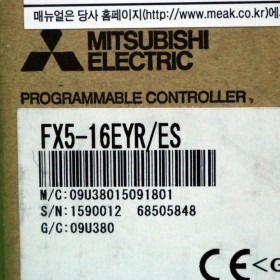 매뉴얼은 당사 홈페이지(http://www.meak.co.kr)에
MITSUBISHI
ELECTRIC
PROGRAMMABLE CONTROLLER
FX5-16EYR/ES
M/C: 09U38015091801
S/N: 1590012 68505848
G/C: 09U380
CE